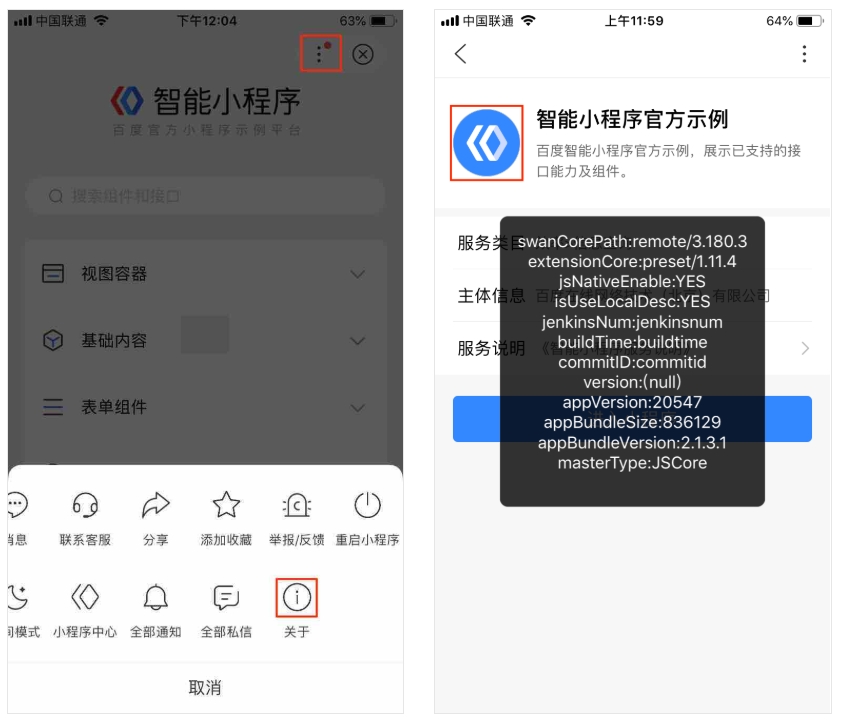 中国联通
下午12:04
63%
智能小程序
百度官方小程序示例平台
搜索组件和接口
视图容器
基础内容
表单组件
消息
联系客服
分享
添加收藏
举报/反馈
重启小程序
间模式
小程序中心
全部通知
全部私信
关于
取消
中国联通
上午11:59
64%
智能小程序官方示例
百度智能小程序官方示例，展示已支持的接
口能力及组件。
服务类目
主体信息
服务说明
swanCorePath:remote/3.180.3
extensionCore:preset/1.11.4
jsNativeEnable:YES
isUseLocalDesc:YES
jenkinsNum:jenkinsnum
buildTime:buildtime
commitID:commitid
version:(null)
appVersion:20547
appBundleSize:836129
appBundleVersion:2.1.3.1
masterType:JSCore